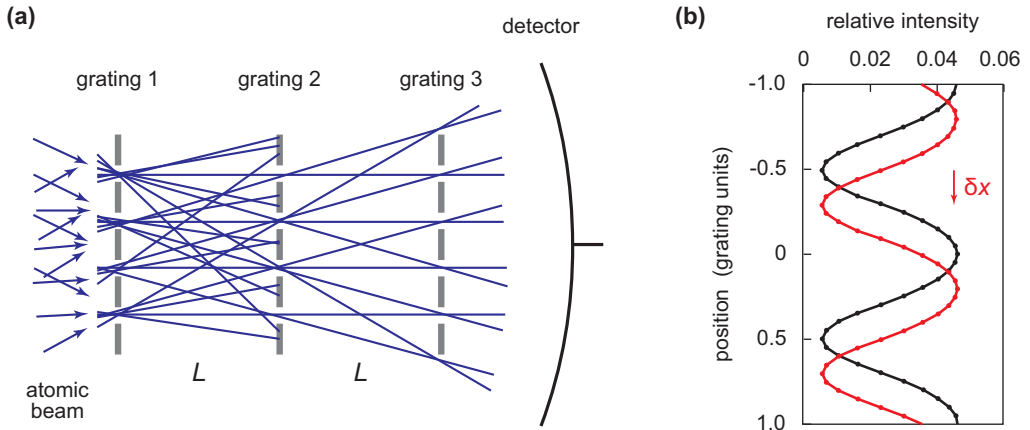 (a)
detector
grating 1 grating 2 grating 3
L L
atomic
beam
(b)
relative intensity
0 0.02 0.04 0.06
position (grating units)
-1.0
-0.5
0
0.5
1.0
δx